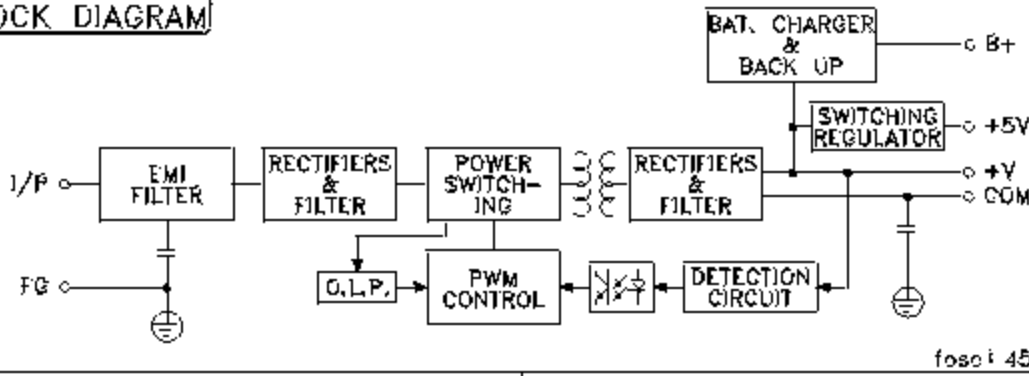 OCK DIAGRAM
BAT. CHARGER
&
BACK UP
B+
SWITCHING
REGULATOR
+5V
I/P
EMI
FILTER
RECTIFIERS
&
FILTER
POWER
SWITCH-
ING
RECTIFIERS
&
FILTER
+V
COM
FG
O.L.P.
PWM
CONTROL
DETECTION
CIRCUIT
fosc: 45